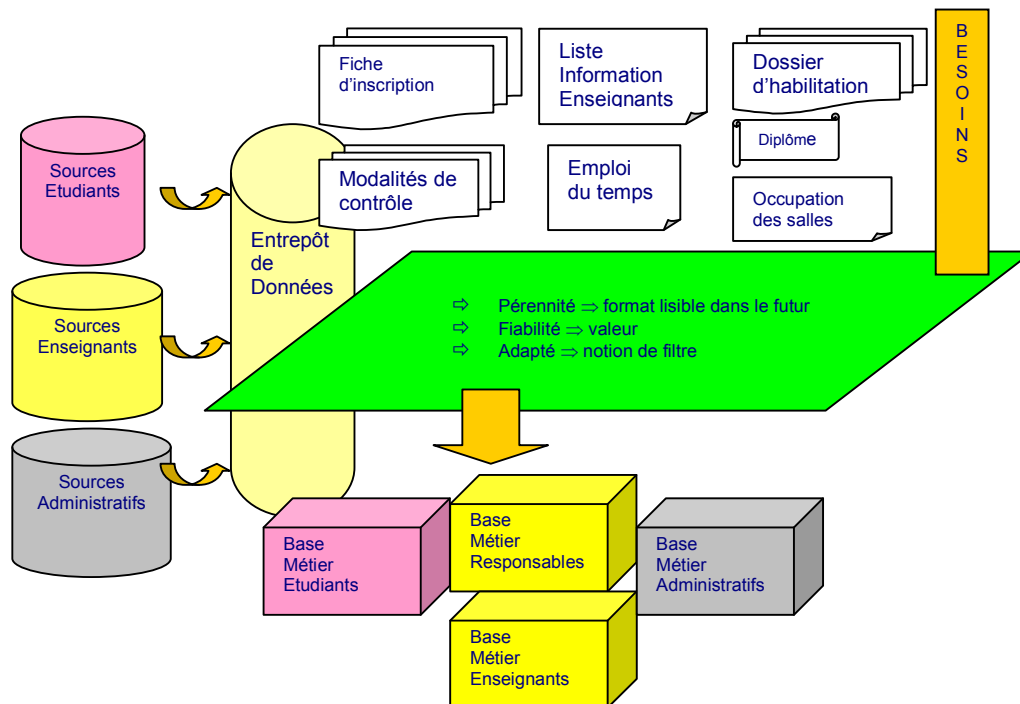 Fiche
d'inscription
Liste
Information
Enseignants
Dossier
d'habilitation
B
E
S
O
I
N
S
Diplôme
Modalités de
contrôle
Emploi
du temps
Occupation
des salles
Sources
Etudiants
Entrepôt
de
Données
Sources
Enseignants
⇨ Pérennité ⇒ format lisible dans le futur
⇨ Fiabilité ⇒ valeur
⇨ Adapté ⇒ notion de filtre
Sources
Administratifs
Base
Métier
Etudiants
Base
Métier
Responsables
Base
Métier
Administratifs
Base
Métier
Enseignants